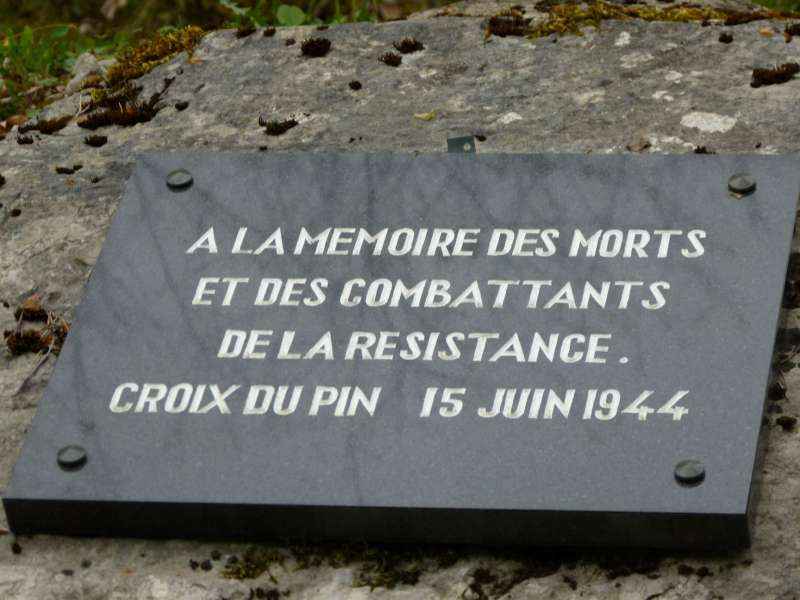 A LA MEMOIRE DES MORTS
ET DES COMBATTANTS
DE LA RESISTANCE.
CROIX DU PIN 15 JUIN 1944